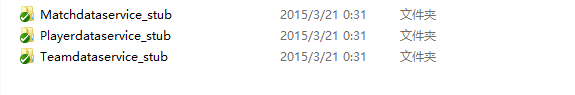 Matchdataservice_stub 2015/3/21 0:31 文件夹
Playerdataservice_stub 2015/3/21 0:31 文件夹
Teamdataservice_stub 2015/3/21 0:31 文件夹